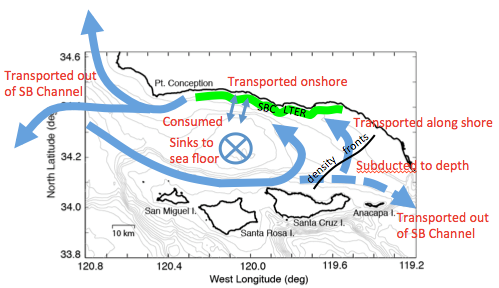 34.6
Pt. Conception
Transported out
of SB Channel
Transported onshore
SBC LTER
34.4
Consumed
Transported along shore
Sinks to
sea floor
density fronts
Subducted to depth
North Latitude (deg)
34.2
34.0
San Miguel I.
Santa Rosa I.
Santa Cruz I.
Anacapa I.
Transported out
of SB Channel
10 km
33.8
120.8 120.4 120.0 119.6 119.2
West Longitude (deg)